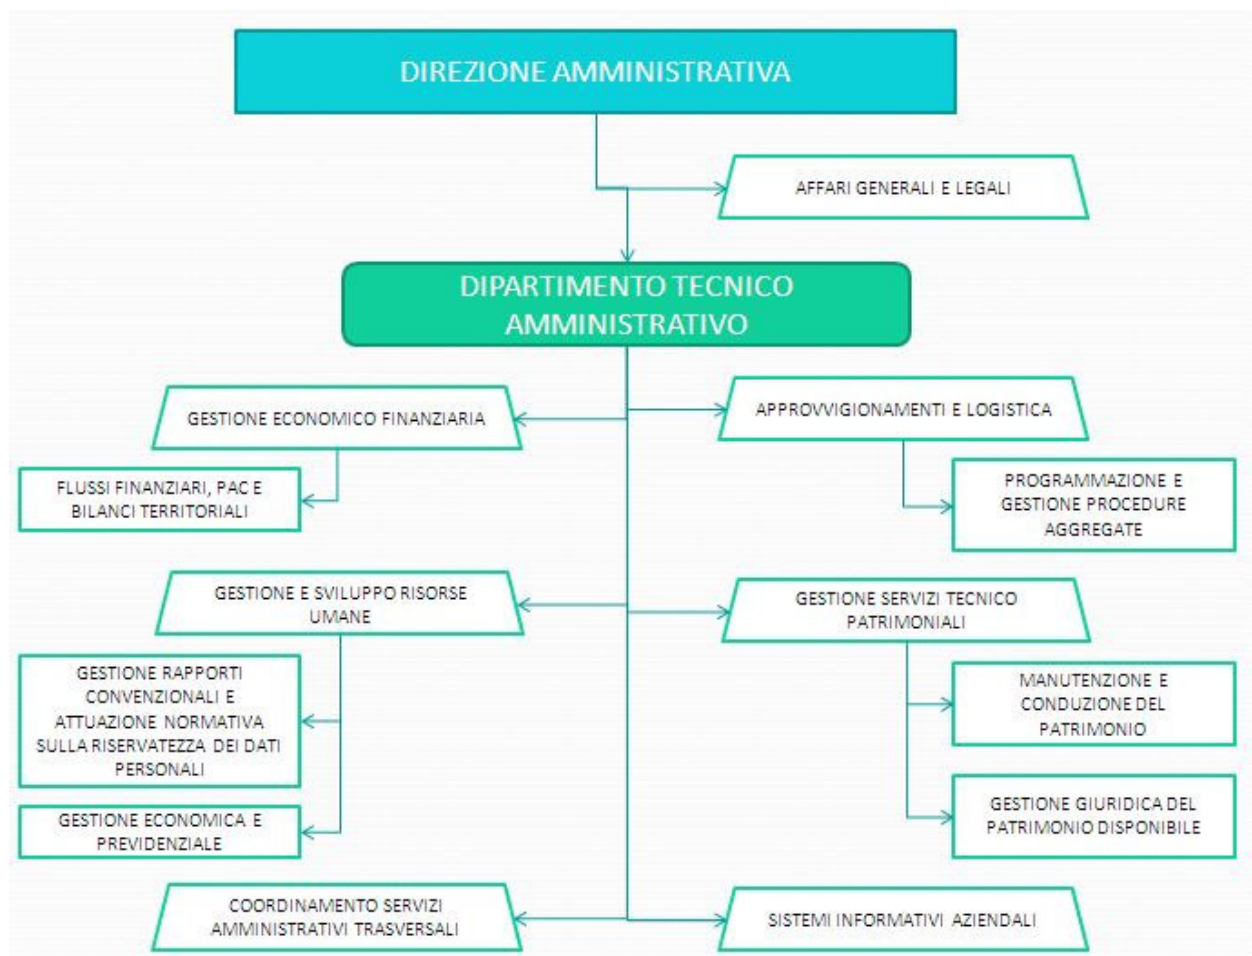 DIREZIONE AMMINISTRATIVA
AFFARI GENERALI E LEGALI
DIPARTIMENTO TECNICO
AMMINISTRATIVO
GESTIONE ECONOMICO FINANZIARIA
APPROVVIGIONAMENTI E LOGISTICA
FLUSSI FINANZIARI, PAC E
BILANCI TERRITORIALI
PROGRAMMAZIONE E
GESTIONE PROCEDURE
AGGREGATE
GESTIONE E SVILUPPO RISORSE
UMANE
GESTIONE SERVIZI TECNICO
PATRIMONIALI
GESTIONE RAPPORTI
CONVENZIONALI E
ATTUAZIONE NORMATIVA
SULLA RISERVATEZZA DEI DATI
PERSONALI
MANUTENZIONE E
CONDUZIONE DEL
PATRIMONIO
GESTIONE ECONOMICA E
PREVIDENZIALE
GESTIONE GIURIDICA DEL
PATRIMONIO DISPONIBILE
COORDINAMENTO SERVIZI
AMMINISTRATIVI TRASVERSALI
SISTEMI INFORMATIVI AZIENDALI